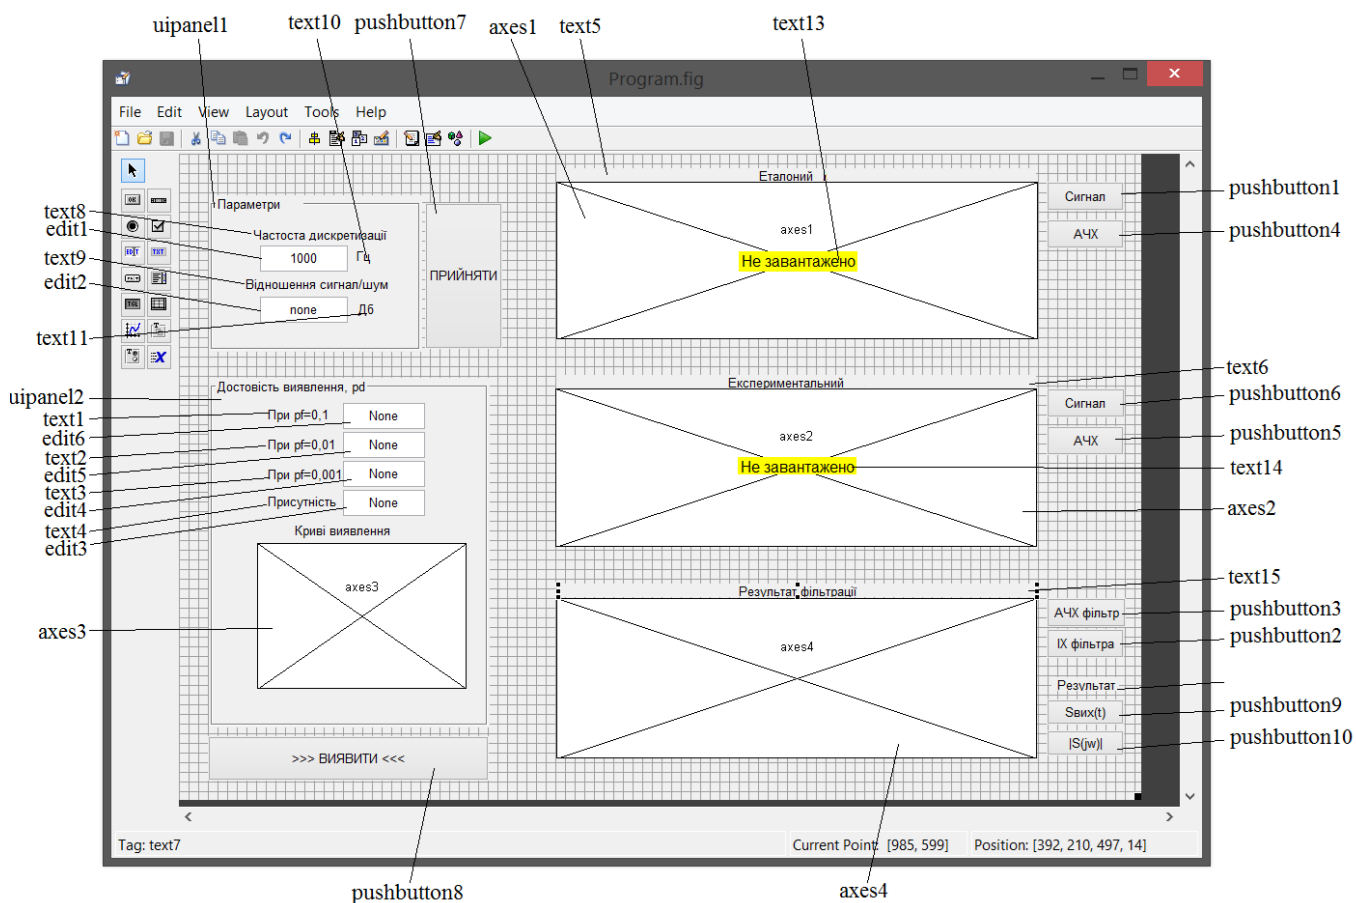 uipanel1 text10 pushbutton7 axes1 text5 text13
Program.fig
File Edit View Layout Tools Help
Еталоний
Параметри
Частоста дискретизації
1000 Гц
Відношення сигнал/шум
none Дб
ПРИЙНЯТИ
axes1
Не завантажено
Сигнал
АЧХ
pushbutton1
pushbutton4
text8
edit1
text9
edit2
text11
Достовість виявлення, pd
При pf=0,1 None
При pf=0,01 None
При pf=0,001 None
Присутність None
Криві виявлення
axes3
>>> ВИЯВИТИ <<<
uipanel2
text1
edit6
text2
edit5
text3
edit4
text4
edit3
axes3
Експериментальний
axes2
Не завантажено
Сигнал
АЧХ
text6
pushbutton6
pushbutton5
text14
axes2
Результат фільтрації
axes4
АЧХ фільтр
ІХ фільтра
Результат
Sвих(t)
|S(jw)|
text15
pushbutton3
pushbutton2
pushbutton9
pushbutton10
Tag: text7 Current Point: [985, 599] Position: [392, 210, 497, 14]
pushbutton8 axes4